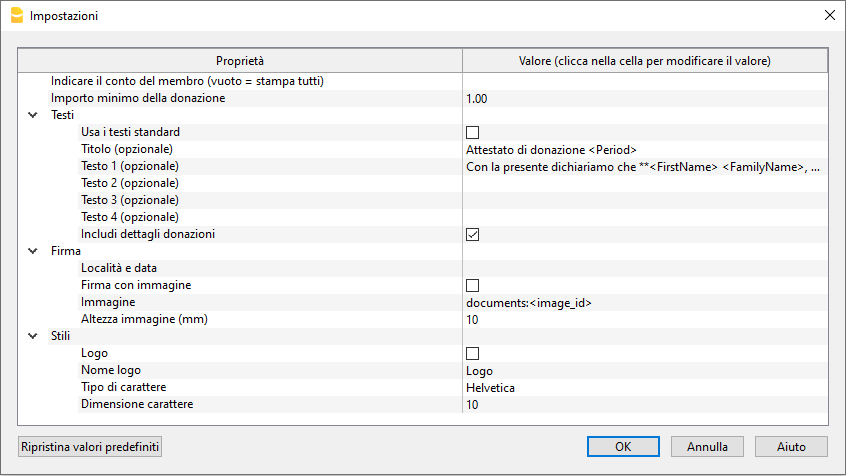 Impostazioni
Proprietà Valore (clicca nella cella per modificare il valore)
Indicare il conto del membro (vuoto = stampa tutti)
Importo minimo della donazione 1.00
Testi
Usa i testi standard
Titolo (opzionale) Attestato di donazione <Period>
Testo 1 (opzionale) Con la presente dichiariamo che **<FirstName> <FamilyName>, ...
Testo 2 (opzionale)
Testo 3 (opzionale)
Testo 4 (opzionale)
Includi dettagli donazioni
Firma
Località e data
Firma con immagine
Immagine documents:<image_id>
Altezza immagine (mm) 10
Stili
Logo
Nome logo Logo
Tipo di carattere Helvetica
Dimensione carattere 10
Ripristina valori predefiniti OK Annulla Aiuto